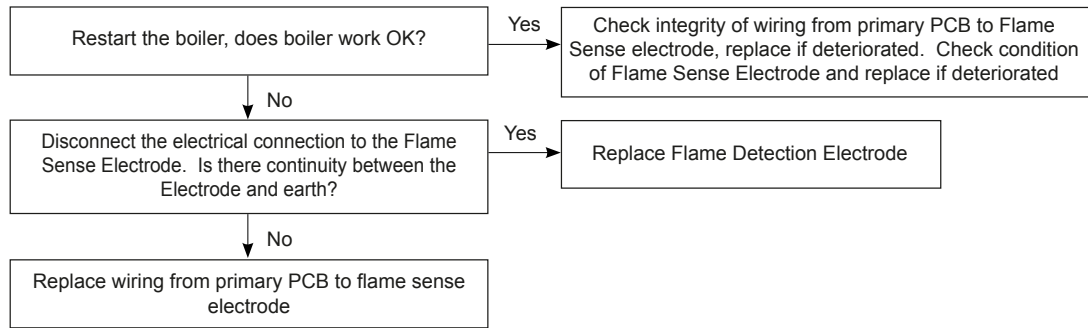 Restart the boiler, does boiler work OK?
Yes
Check integrity of wiring from primary PCB to Flame
Sense electrode, replace if deteriorated. Check condition
of Flame Sense Electrode and replace if deteriorated
No
Disconnect the electrical connection to the Flame
Sense Electrode. Is there continuity between the
Electrode and earth?
Yes
Replace Flame Detection Electrode
No
Replace wiring from primary PCB to flame sense
electrode